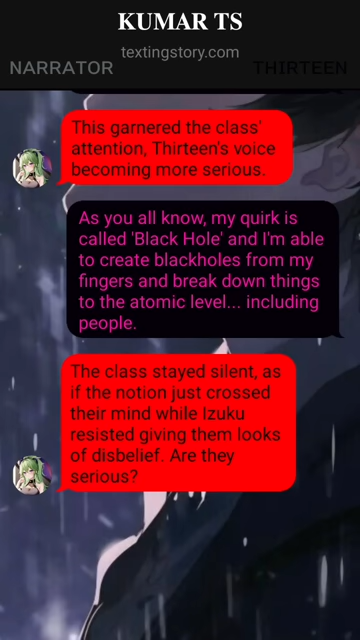 KUMAR TS
textingstory.com
NARRATOR
THIRTEEN
This garnered the class'
attention, Thirteen's voice
becoming more serious.
As you all know, my quirk is
called 'Black Hole' and I'm able
to create blackholes from my
fingers and break down things
to the atomic level... including
people.
The class stayed silent, as
if the notion just crossed
their mind while Izuku
resisted giving them looks
of disbelief. Are they
serious?